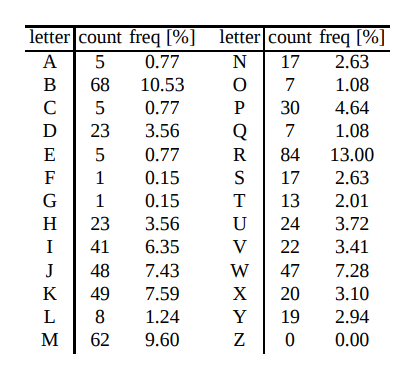 letter count freq [%] letter count freq [%]
A 5 0.77 N 17 2.63
B 68 10.53 O 7 1.08
C 5 0.77 P 30 4.64
D 23 3.56 Q 7 1.08
E 5 0.77 R 84 13.00
F 1 0.15 S 17 2.63
G 1 0.15 T 13 2.01
H 23 3.56 U 24 3.72
I 41 6.35 V 22 3.41
J 48 7.43 W 47 7.28
K 49 7.59 X 20 3.10
L 8 1.24 Y 19 2.94
M 62 9.60 Z 0 0.00